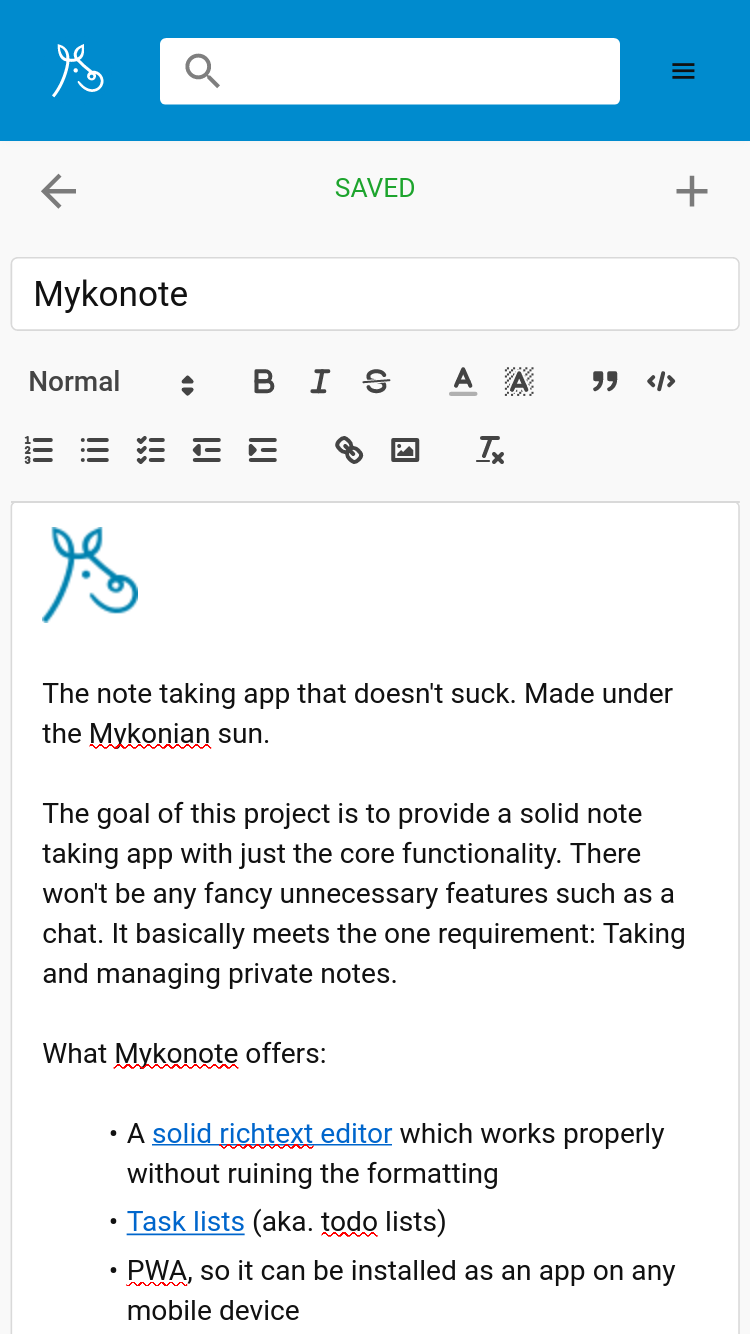 SAVED
Mykonote
Normal
The note taking app that doesn't suck. Made under
the Mykonian sun.
The goal of this project is to provide a solid note
taking app with just the core functionality. There
won't be any fancy unnecessary features such as a
chat. It basically meets the one requirement: Taking
and managing private notes.
What Mykonote offers:
• A solid richtext editor which works properly
without ruining the formatting
• Task lists (aka. todo lists)
• PWA, so it can be installed as an app on any
mobile device